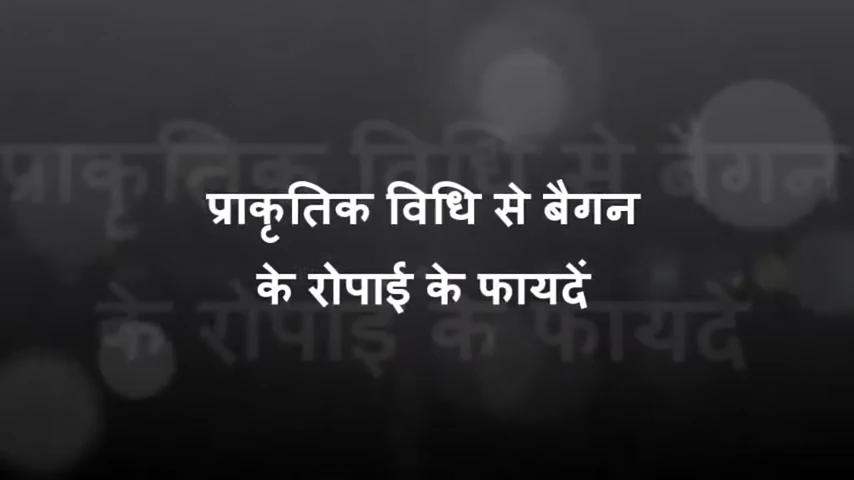 प्राकृतिक विधि से बैगन
के रोपाई के फायदें